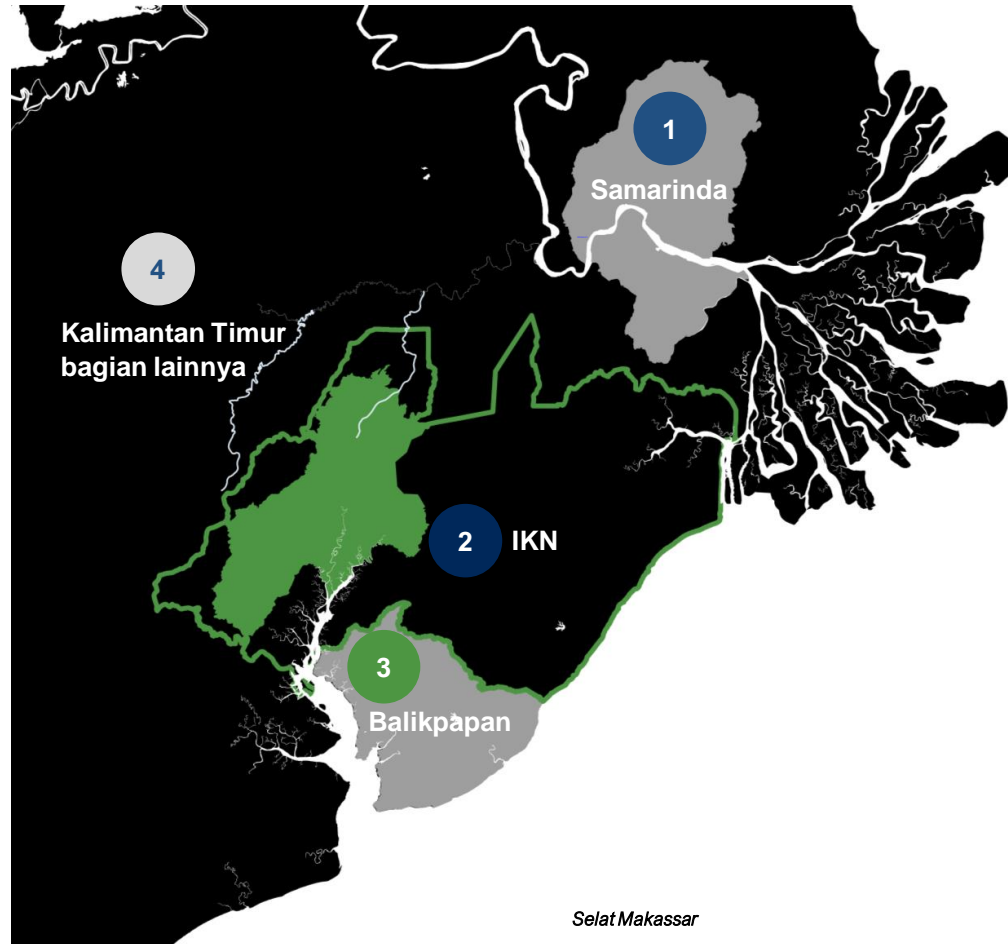 1
Samarinda
4
Kalimantan Timur
bagian lainnya
2
IKN
3
Balikpapan
Selat Makassar